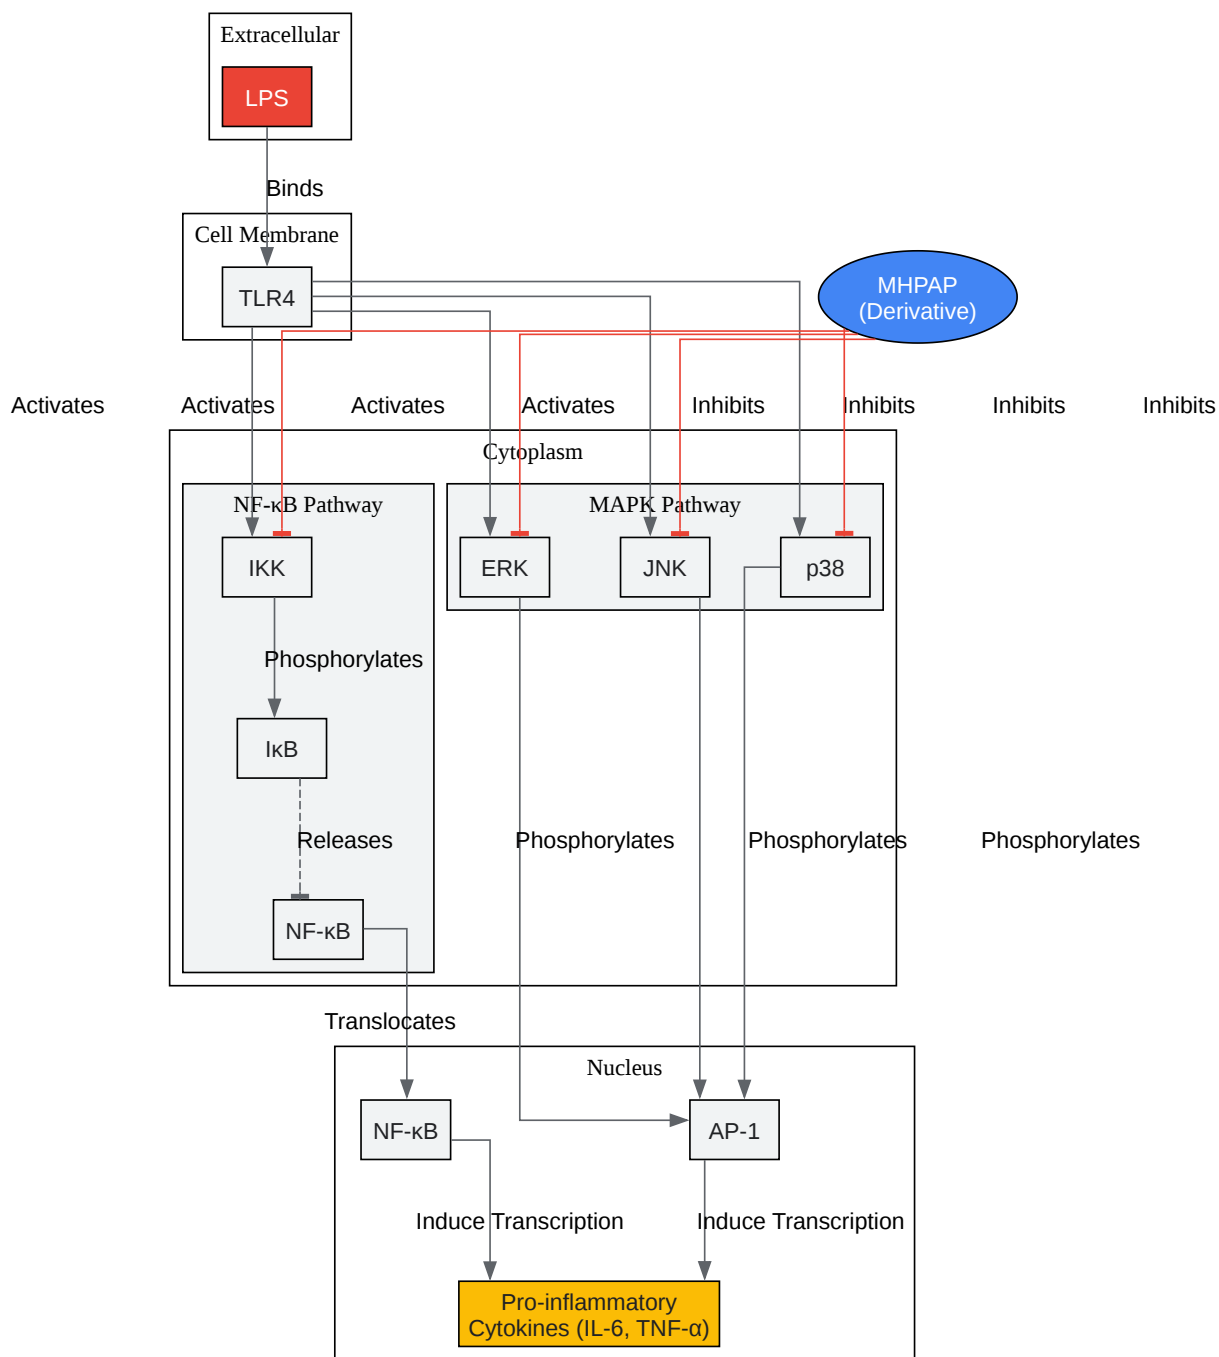 Extracellular
LPS
Binds
Cell Membrane
TLR4
MHPAP
(Derivative)
Activates
Activates
Activates
Activates
Inhibits
Inhibits
Inhibits
Inhibits
Cytoplasm
NF-κB Pathway
MAPK Pathway
IKK
ERK
JNK
p38
Phosphorylates
IκB
Releases
Phosphorylates
Phosphorylates
Phosphorylates
NF-κB
Translocates
Nucleus
NF-κB
AP-1
Induce Transcription
Induce Transcription
Pro-inflammatory
Cytokines (IL-6, TNF-α)